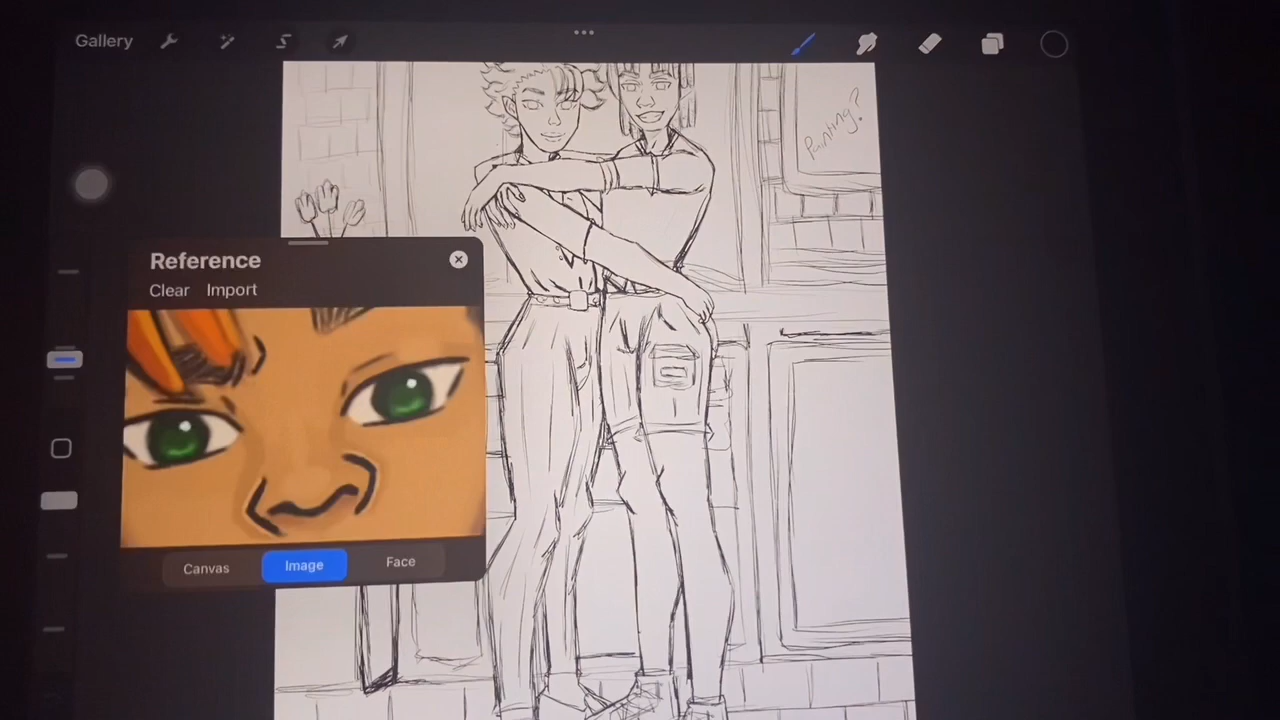 Gallery
Painting?
Reference
Clear Import
Canvas Image Face